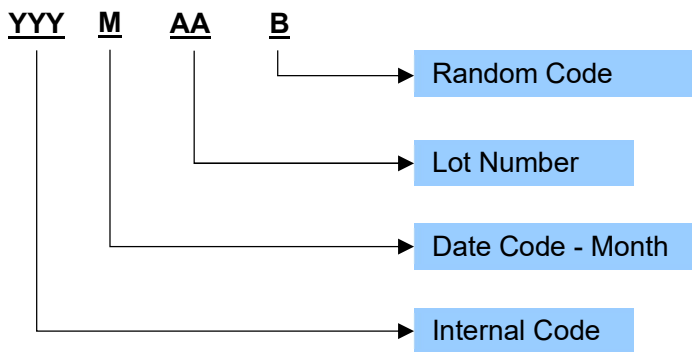 YYY M AA B
Random Code
Lot Number
Date Code - Month
Internal Code